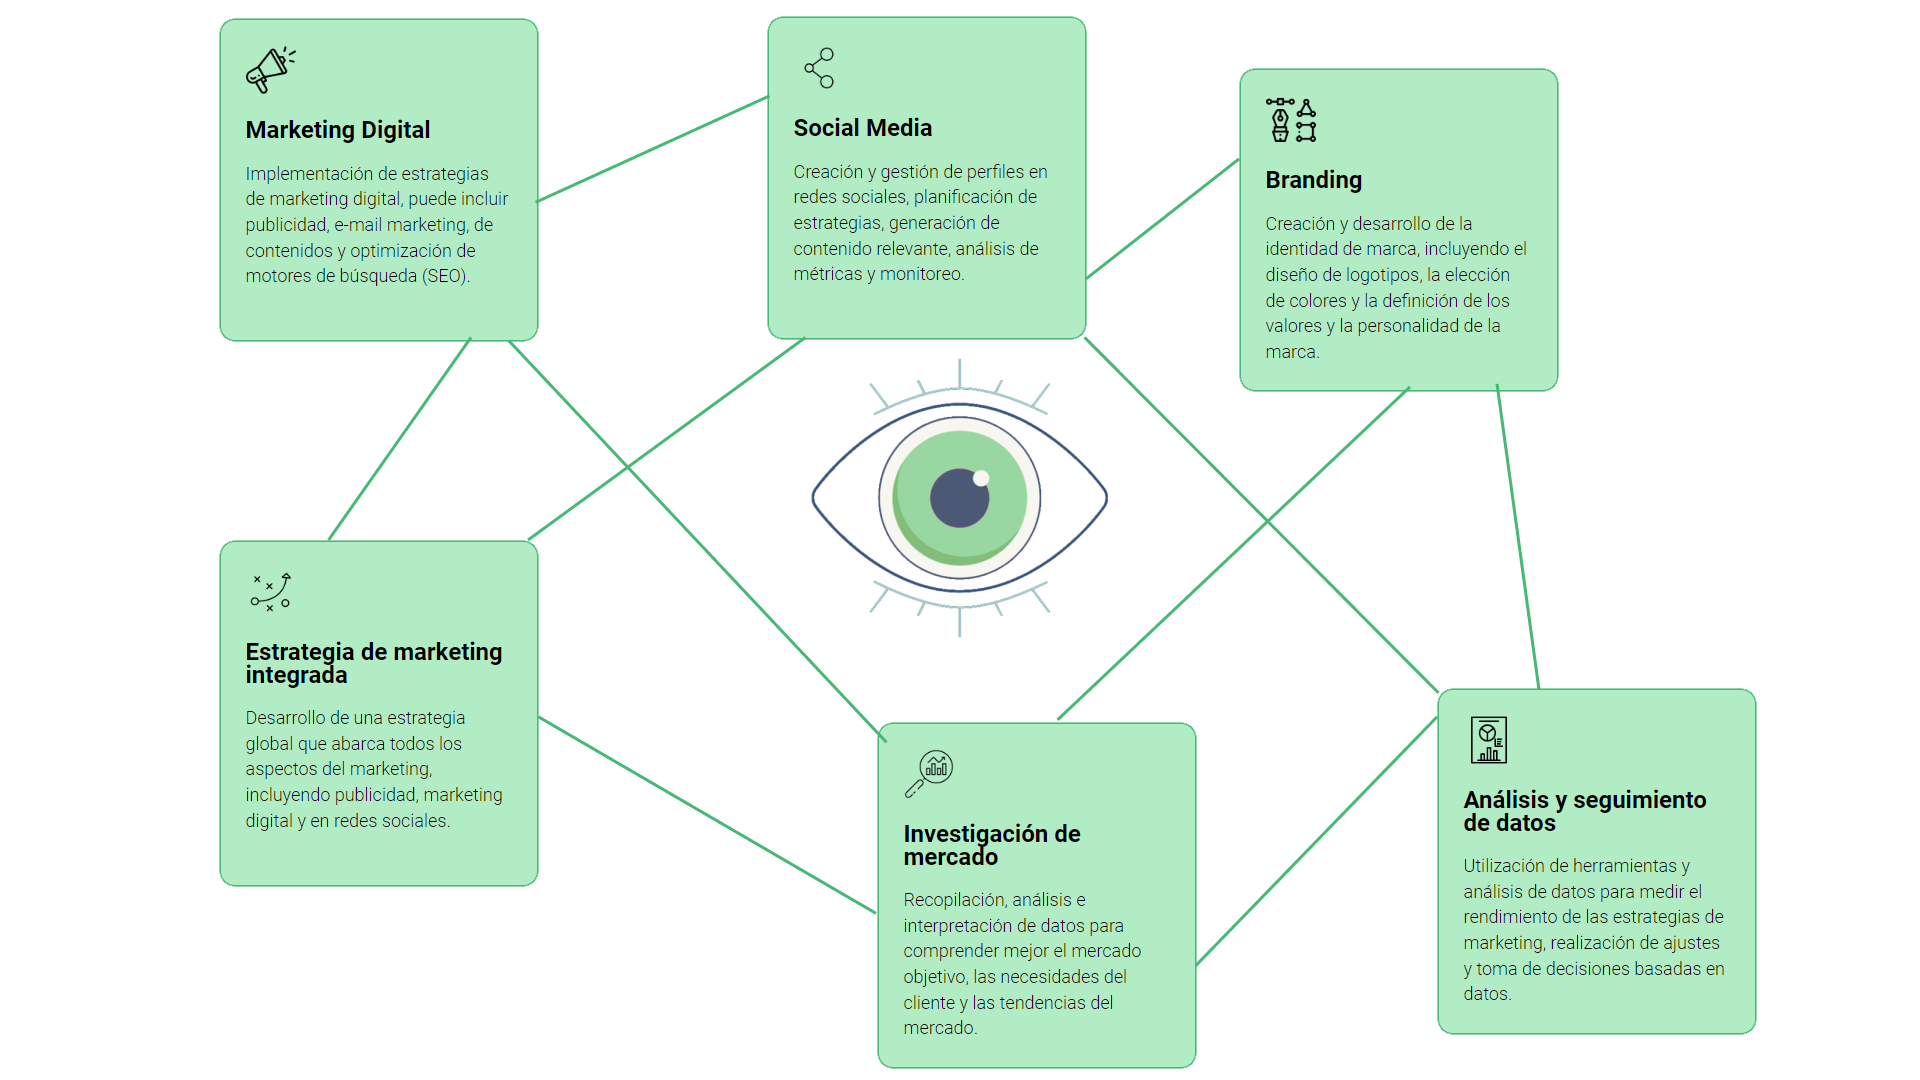 Marketing Digital
Implementación de estrategias
de marketing digital, puede incluir
publicidad, e-mail marketing, de
contenidos y optimización de
motores de búsqueda (SEO).
Social Media
Creación y gestión de perfiles en
redes sociales, planificación de
estrategias, generación de
contenido relevante, análisis de
métricas y monitoreo.
Branding
Creación y desarrollo de la
identidad de marca, incluyendo el
diseño de logotipos, la elección
de colores y la definición de los
valores y la personalidad de la
marca.
Estrategia de marketing
integrada
Desarrollo de una estrategia
global que abarca todos los
aspectos del marketing,
incluyendo publicidad, marketing
digital y en redes sociales.
Investigación de
mercado
Recopilación, análisis e
interpretación de datos para
comprender mejor el mercado
objetivo, las necesidades del
cliente y las tendencias del
mercado.
Análisis y seguimiento
de datos
Utilización de herramientas y
análisis de datos para medir el
rendimiento de las estrategias de
marketing, realización de ajustes
y toma de decisiones basadas en
datos.